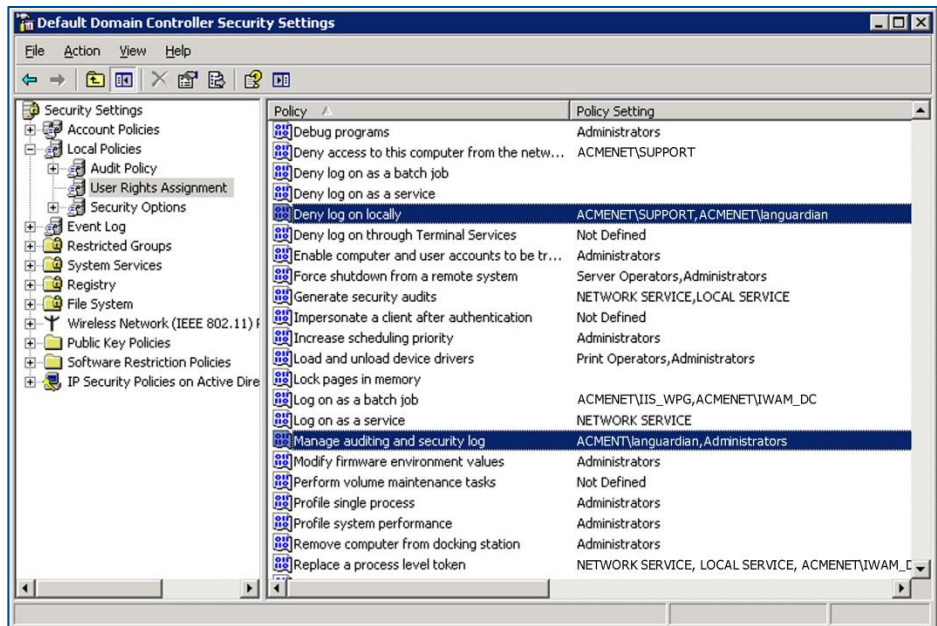 Default Domain Controller Security Settings
File Action View Help
Security Settings
Account Policies
Local Policies
Audit Policy
User Rights Assignment
Security Options
Event Log
Restricted Groups
System Services
Registry
File System
Wireless Network (IEEE 802.11) F
Public Key Policies
Software Restriction Policies
IP Security Policies on Active Dire
Policy Policy Setting
Debug programs Administrators
Deny access to this computer from the netw... ACMENET\SUPPORT
Deny log on as a batch job
Deny log on as a service
Deny log on locally ACMENET\SUPPORT,ACMENET\languardian
Deny log on through Terminal Services Not Defined
Enable computer and user accounts to be tr... Administrators
Force shutdown from a remote system Server Operators,Administrators
Generate security audits NETWORK SERVICE,LOCAL SERVICE
Impersonate a client after authentication Not Defined
Increase scheduling priority Administrators
Load and unload device drivers Print Operators,Administrators
Lock pages in memory
Log on as a batch job ACMENET\IIS_WPG,ACMENET\IWAM_DC
Log on as a service NETWORK SERVICE
Manage auditing and security log ACMENT\languardian,Administrators
Modify firmware environment values Administrators
Perform volume maintenance tasks Not Defined
Profile single process Administrators
Profile system performance Administrators
Remove computer from docking station Administrators
Replace a process level token NETWORK SERVICE, LOCAL SERVICE, ACMENET\IWAM_D